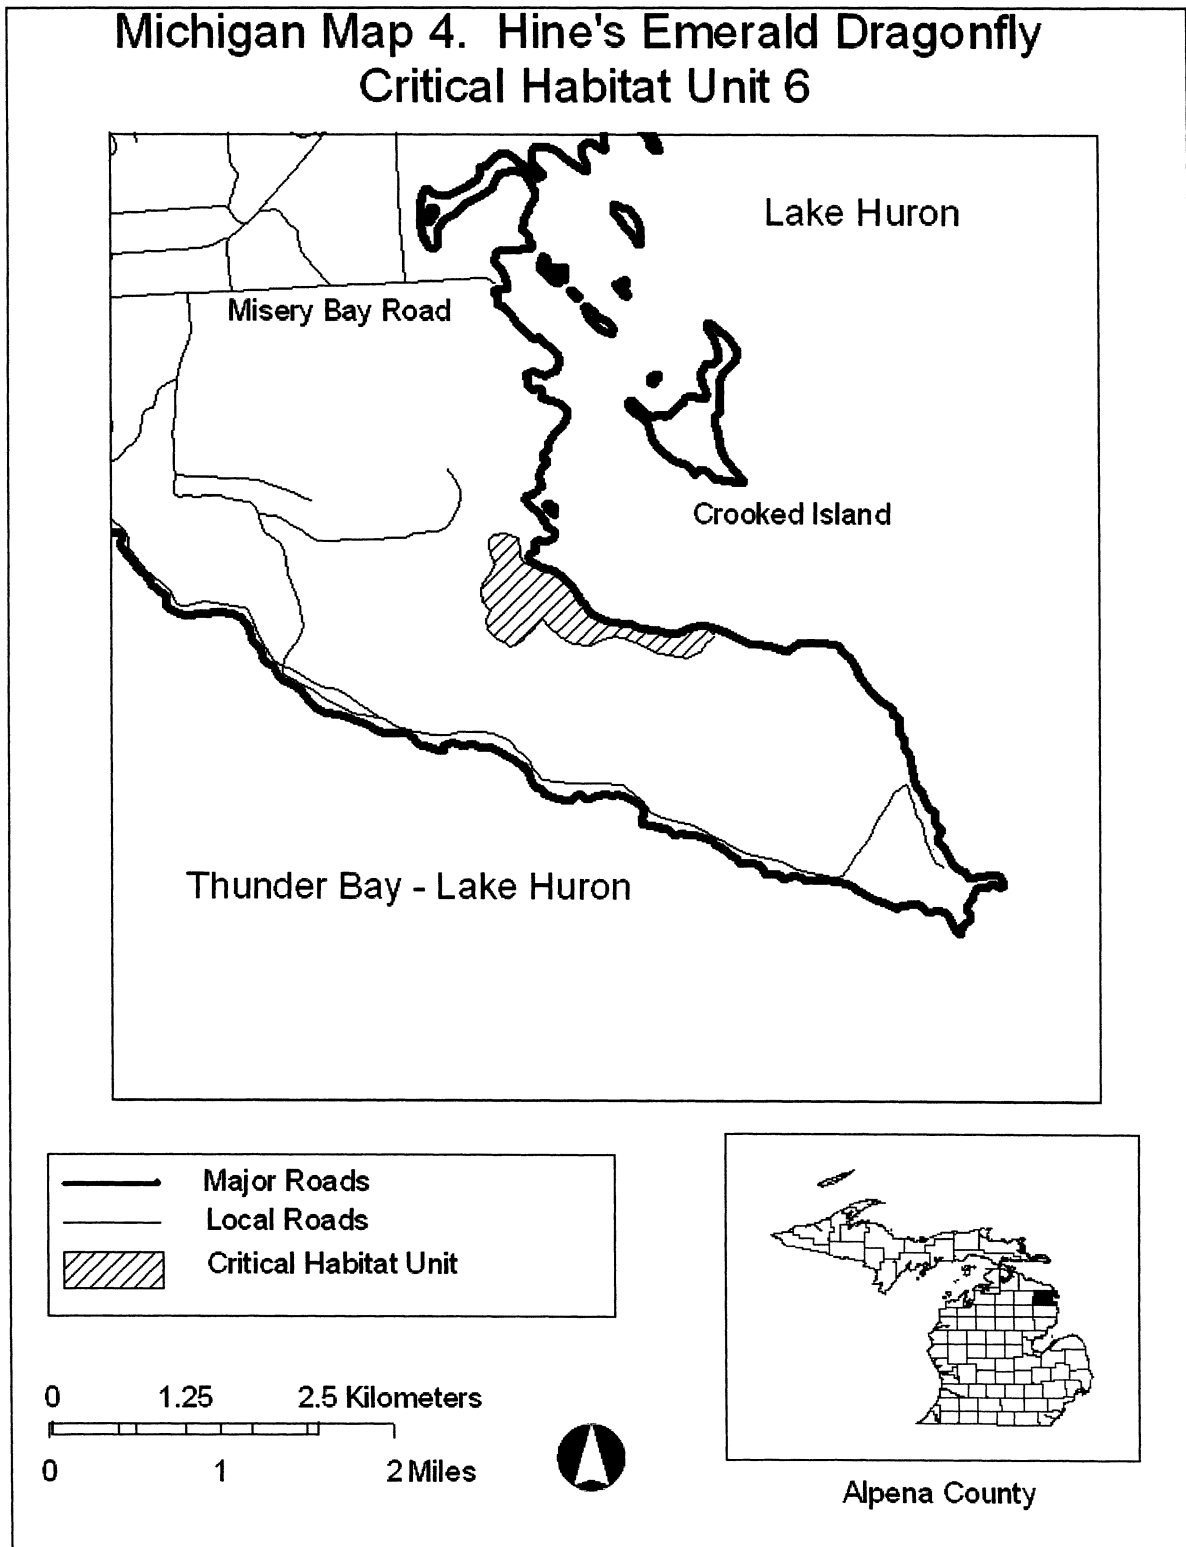 Michigan Map 4. Hine's Emerald Dragonfly
Critical Habitat Unit 6
Lake Huron
Misery Bay Road
Crooked Island
Thunder Bay - Lake Huron
Major Roads
Local Roads
Critical Habitat Unit
0 1.25 2.5 Kilometers
0 1 2 Miles
Alpena County